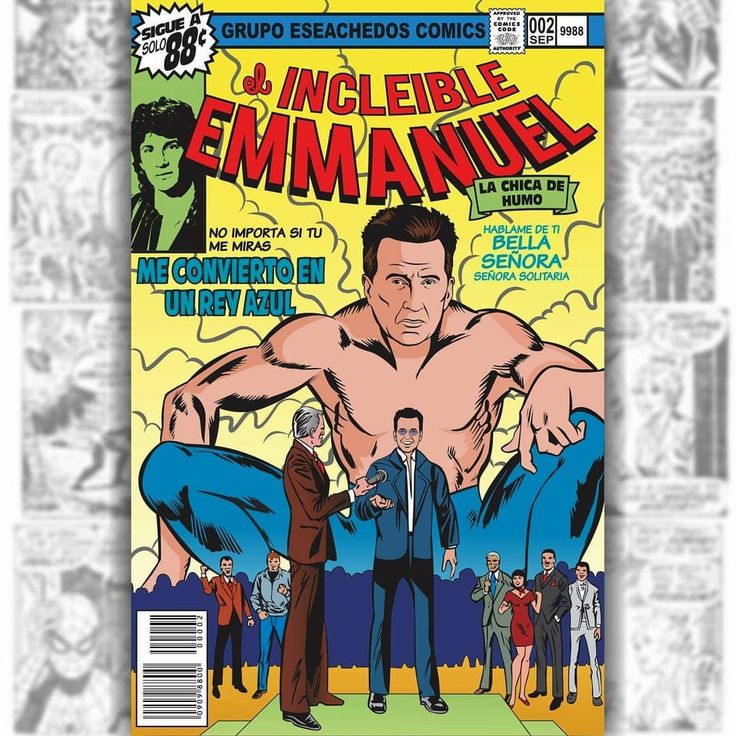 SIGUE A
SOLO
88¢
GRUPO ESEACHEDOS COMICS
APPROVED
BY THE
COMICS
CODE
AUTHORITY
002
SEP
9988
el INCLEIBLE
EMMANUEL
LA CHICA DE
HUMO
NO IMPORTA SI TU
ME MIRAS
ME CONVIERTO EN
UN REY AZUL
HABLAME DE TI
BELLA
SEÑORA
SEÑORA SOLITARIA
00002
09098800